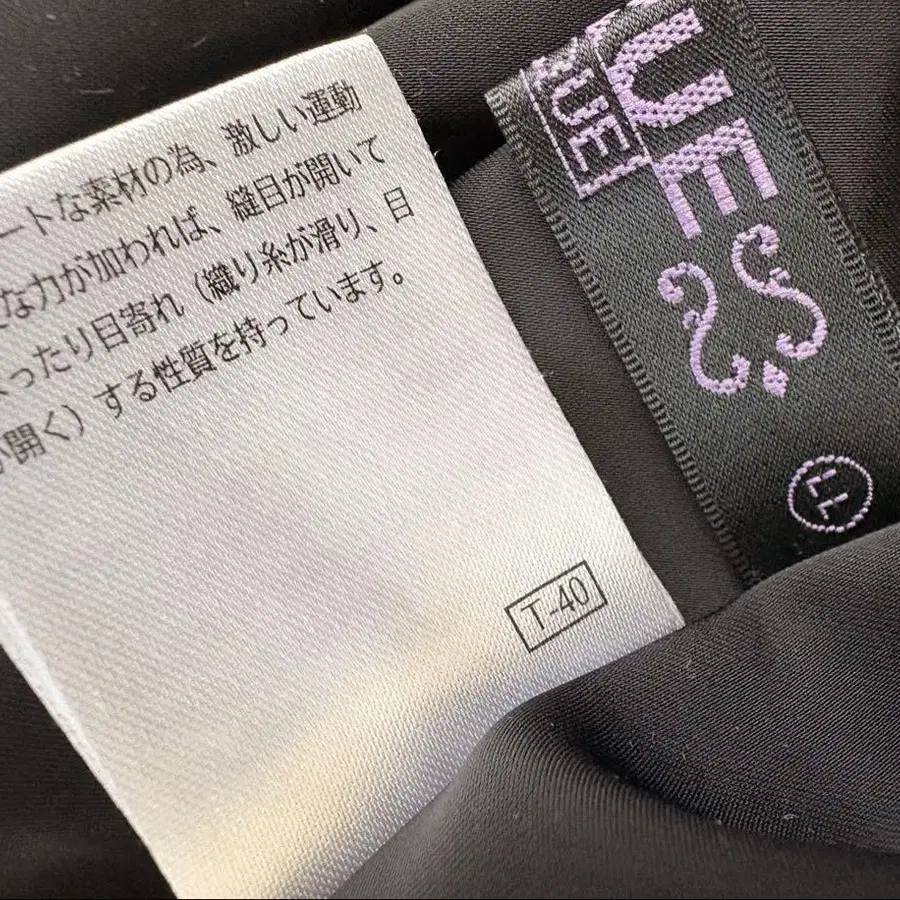 ートな素材の為、激しい運動
な力が加われば、縫目が開いて
ったり目寄れ（織り糸が滑り、目
開く）する性質を持っています。
T-40
UE
RUE
LL